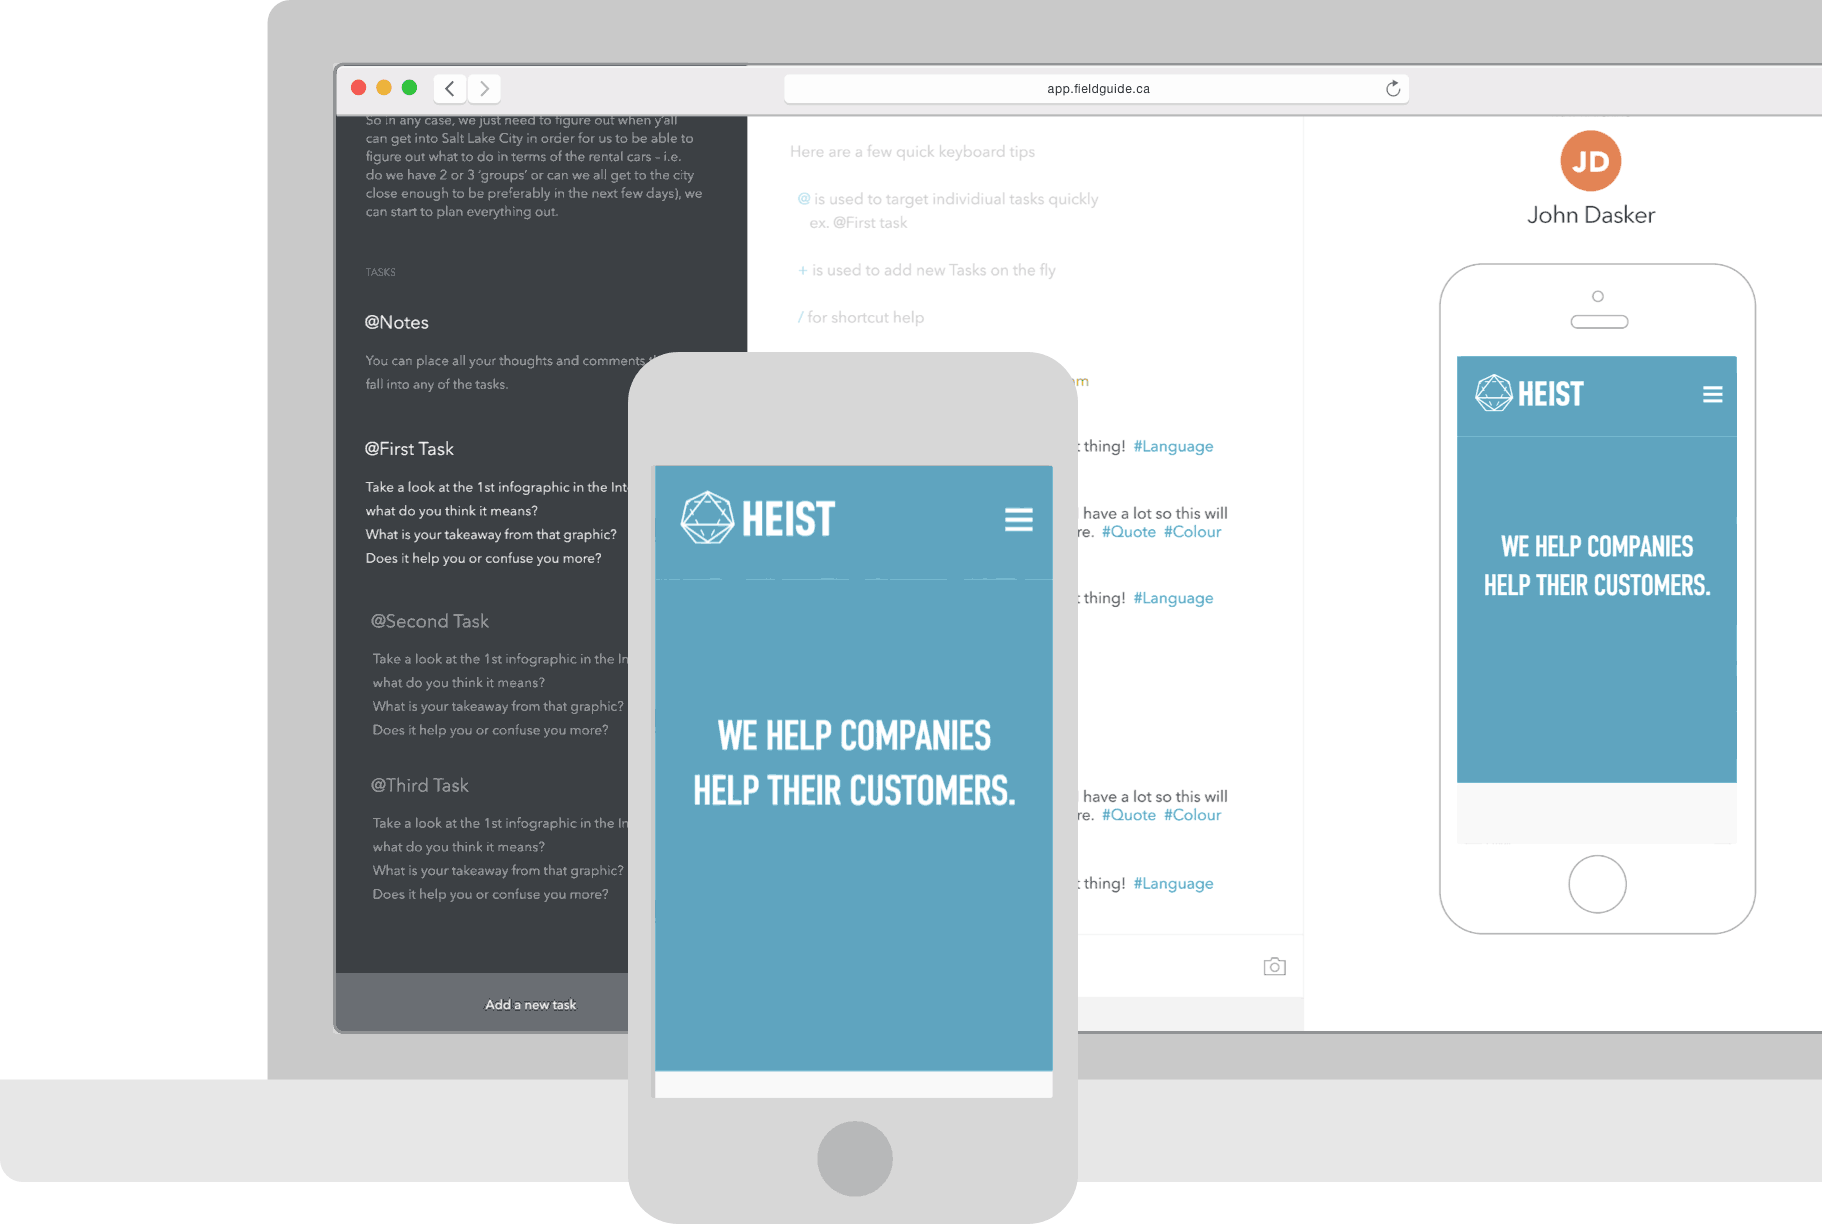 app.fieldguide.ca
So in any case, we just need to figure out when y'all
can get into Salt Lake City in order for us to be able to
figure out what to do in terms of the rental cars - i.e.
do we have 2 or 3 'groups' or can we all get to the city
close enough to be preferably in the next few days), we
can start to plan everything out.
TASKS
@Notes
You can place all your thoughts and comments
fall into any of the tasks.
@First Task
Take a look at the 1st infographic in the Int
what do you think it means?
What is your takeaway from that graphic?
Does it help you or confuse you more?
@Second Task
Take a look at the 1st infographic in the In
what do you think it means?
What is your takeaway from that graphic?
Does it help you or confuse you more?
@Third Task
Take a look at the 1st infographic in the In
what do you think it means?
What is your takeaway from that graphic?
Does it help you or confuse you more?
Add a new task
Here are a few quick keyboard tips
@ is used to target individiual tasks quickly
ex. @First task
+ is used to add new Tasks on the fly
/ for shortcut help
om
t thing! #Language
I have a lot so this will
re. #Quote #Colour
t thing! #Language
I have a lot so this will
re. #Quote #Colour
t thing! #Language
HEIST
WE HELP COMPANIES
HELP THEIR CUSTOMERS.
JD
John Dasker
HEIST
WE HELP COMPANIES
HELP THEIR CUSTOMERS.